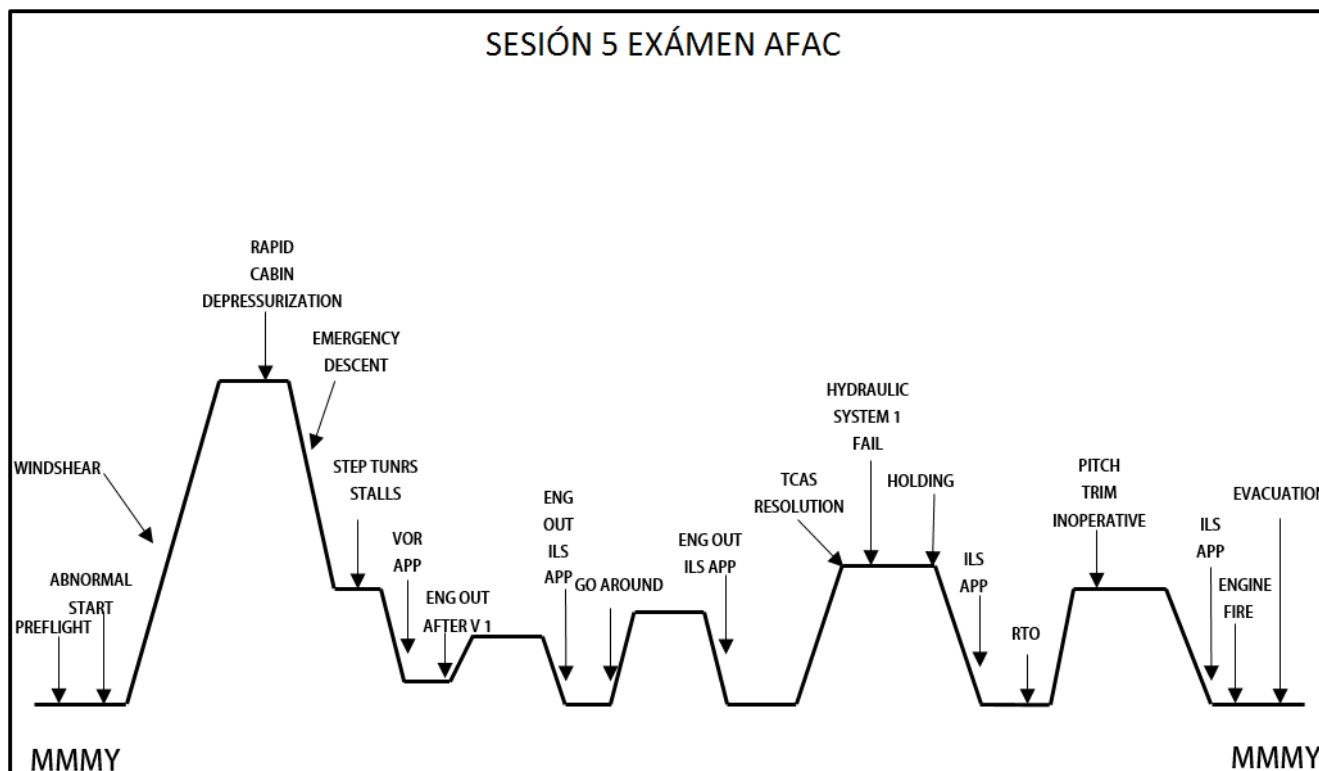 SESIÓN 5 EXÁMEN AFAC
RAPID
CABIN
DEPRESSURIZATION
EMERGENCY
DESCENT
WINDSHEAR
STEP TUNRS
STALLS
ABNORMAL
START
PREFLIGHT
VOR
APP
ENG OUT
AFTER V 1
ENG
OUT
ILS
APP
GO AROUND
ENG OUT
ILS APP
TCAS
RESOLUTION
HYDRAULIC
SYSTEM 1
FAIL
HOLDING
ILS
APP
RTO
PITCH
TRIM
INOPERATIVE
ILS
APP
ENGINE
FIRE
EVACUATION
MMMY
MMMY